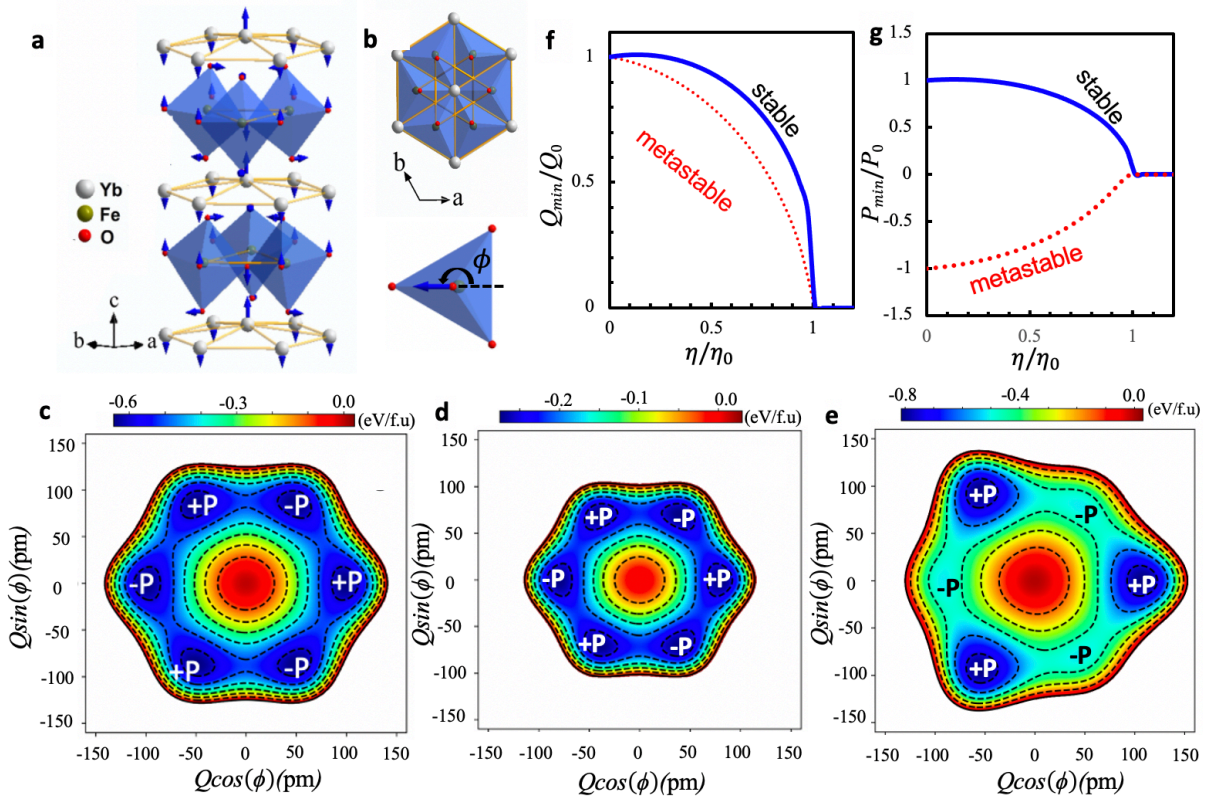 a
Yb
Fe
O
c
b
a
b
b
a
ϕ
f
1
0.5
0
0
0.5
1
Q_min/Q_0
η/η_0
stable
metastable
g
1.5
1
0.5
0
-0.5
-1
-1.5
0
0.5
1
P_min/P_0
η/η_0
stable
metastable
c
-0.6
-0.3
0.0
(eV/f.u)
150
100
50
0
-50
-100
-150
-150
-100
-50
0
50
100
150
Qsin(ϕ)(pm)
Qcos(ϕ)(pm)
+P
-P
-P
+P
+P
-P
d
-0.2
-0.1
0.0
(eV/f.u)
150
100
50
0
-50
-100
-150
-150
-100
-50
0
50
100
150
Qsin(ϕ)(pm)
Qcos(ϕ)(pm)
+P
-P
-P
+P
+P
-P
e
-0.8
-0.4
0.0
(eV/f.u)
150
100
50
0
-50
-100
-150
-150
-100
-50
0
50
100
150
Qsin(ϕ)(pm)
Qcos(ϕ)(pm)
+P
-P
-P
+P
+P
-P